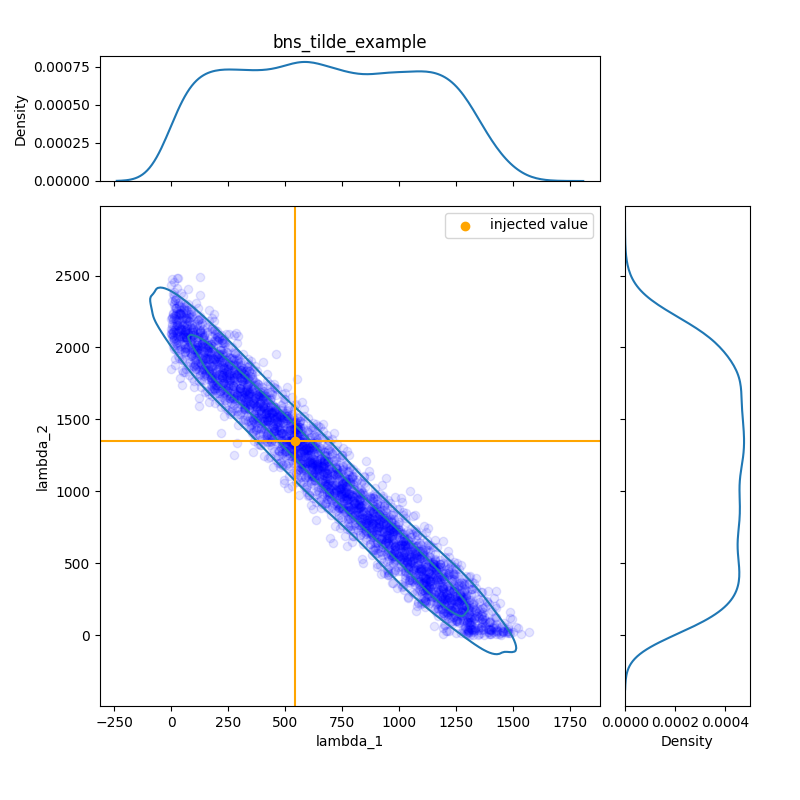 bns_tilde_example
Density
0.00075
0.00050
0.00025
0.00000
injected value
lambda_2
2500
2000
1500
1000
500
0
−250 0 250 500 750 1000 1250 1500 1750
lambda_1
0.0000 0.0002 0.0004
Density